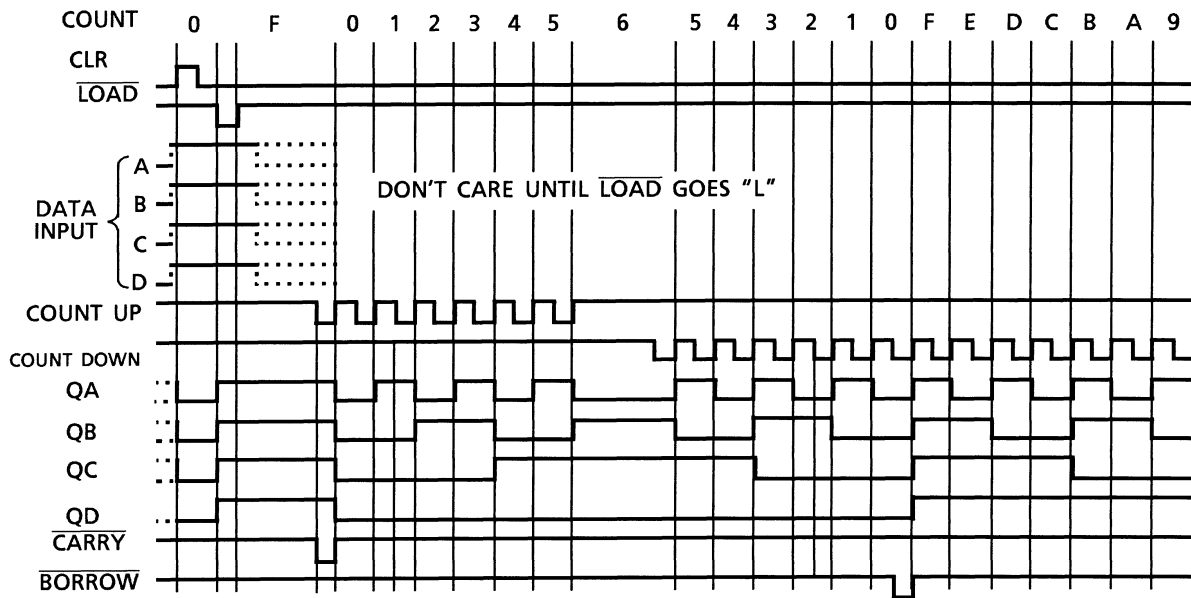 COUNT 0 F 0 1 2 3 4 5 6 5 4 3 2 1 0 F E D C B A 9
CLR
LOAD
DATA INPUT
A
B
C
D
DON'T CARE UNTIL LOAD GOES "L"
COUNT UP
COUNT DOWN
QA
QB
QC
QD
CARRY
BORROW